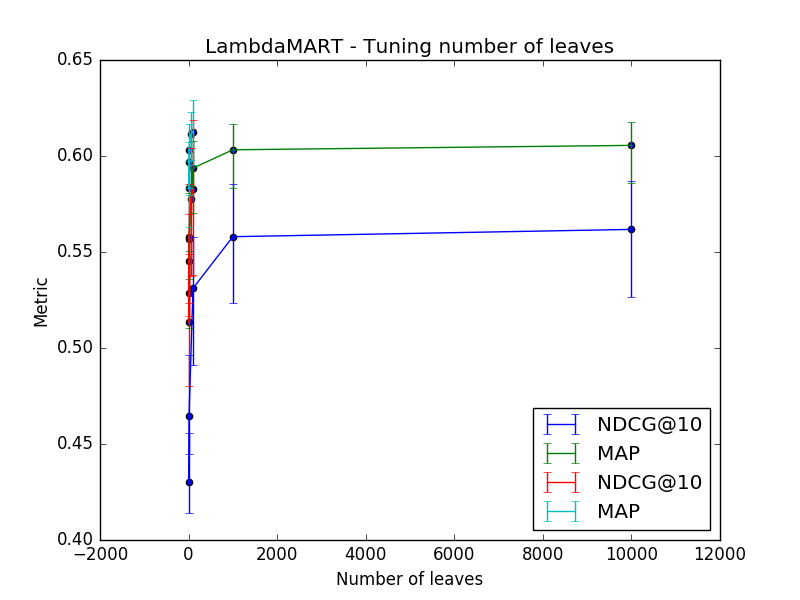 LambdaMART - Tuning number of leaves
0.65
0.60
0.55
0.50
0.45
0.40
Metric
NDCG@10
MAP
NDCG@10
MAP
−2000 0 2000 4000 6000 8000 10000 12000
Number of leaves